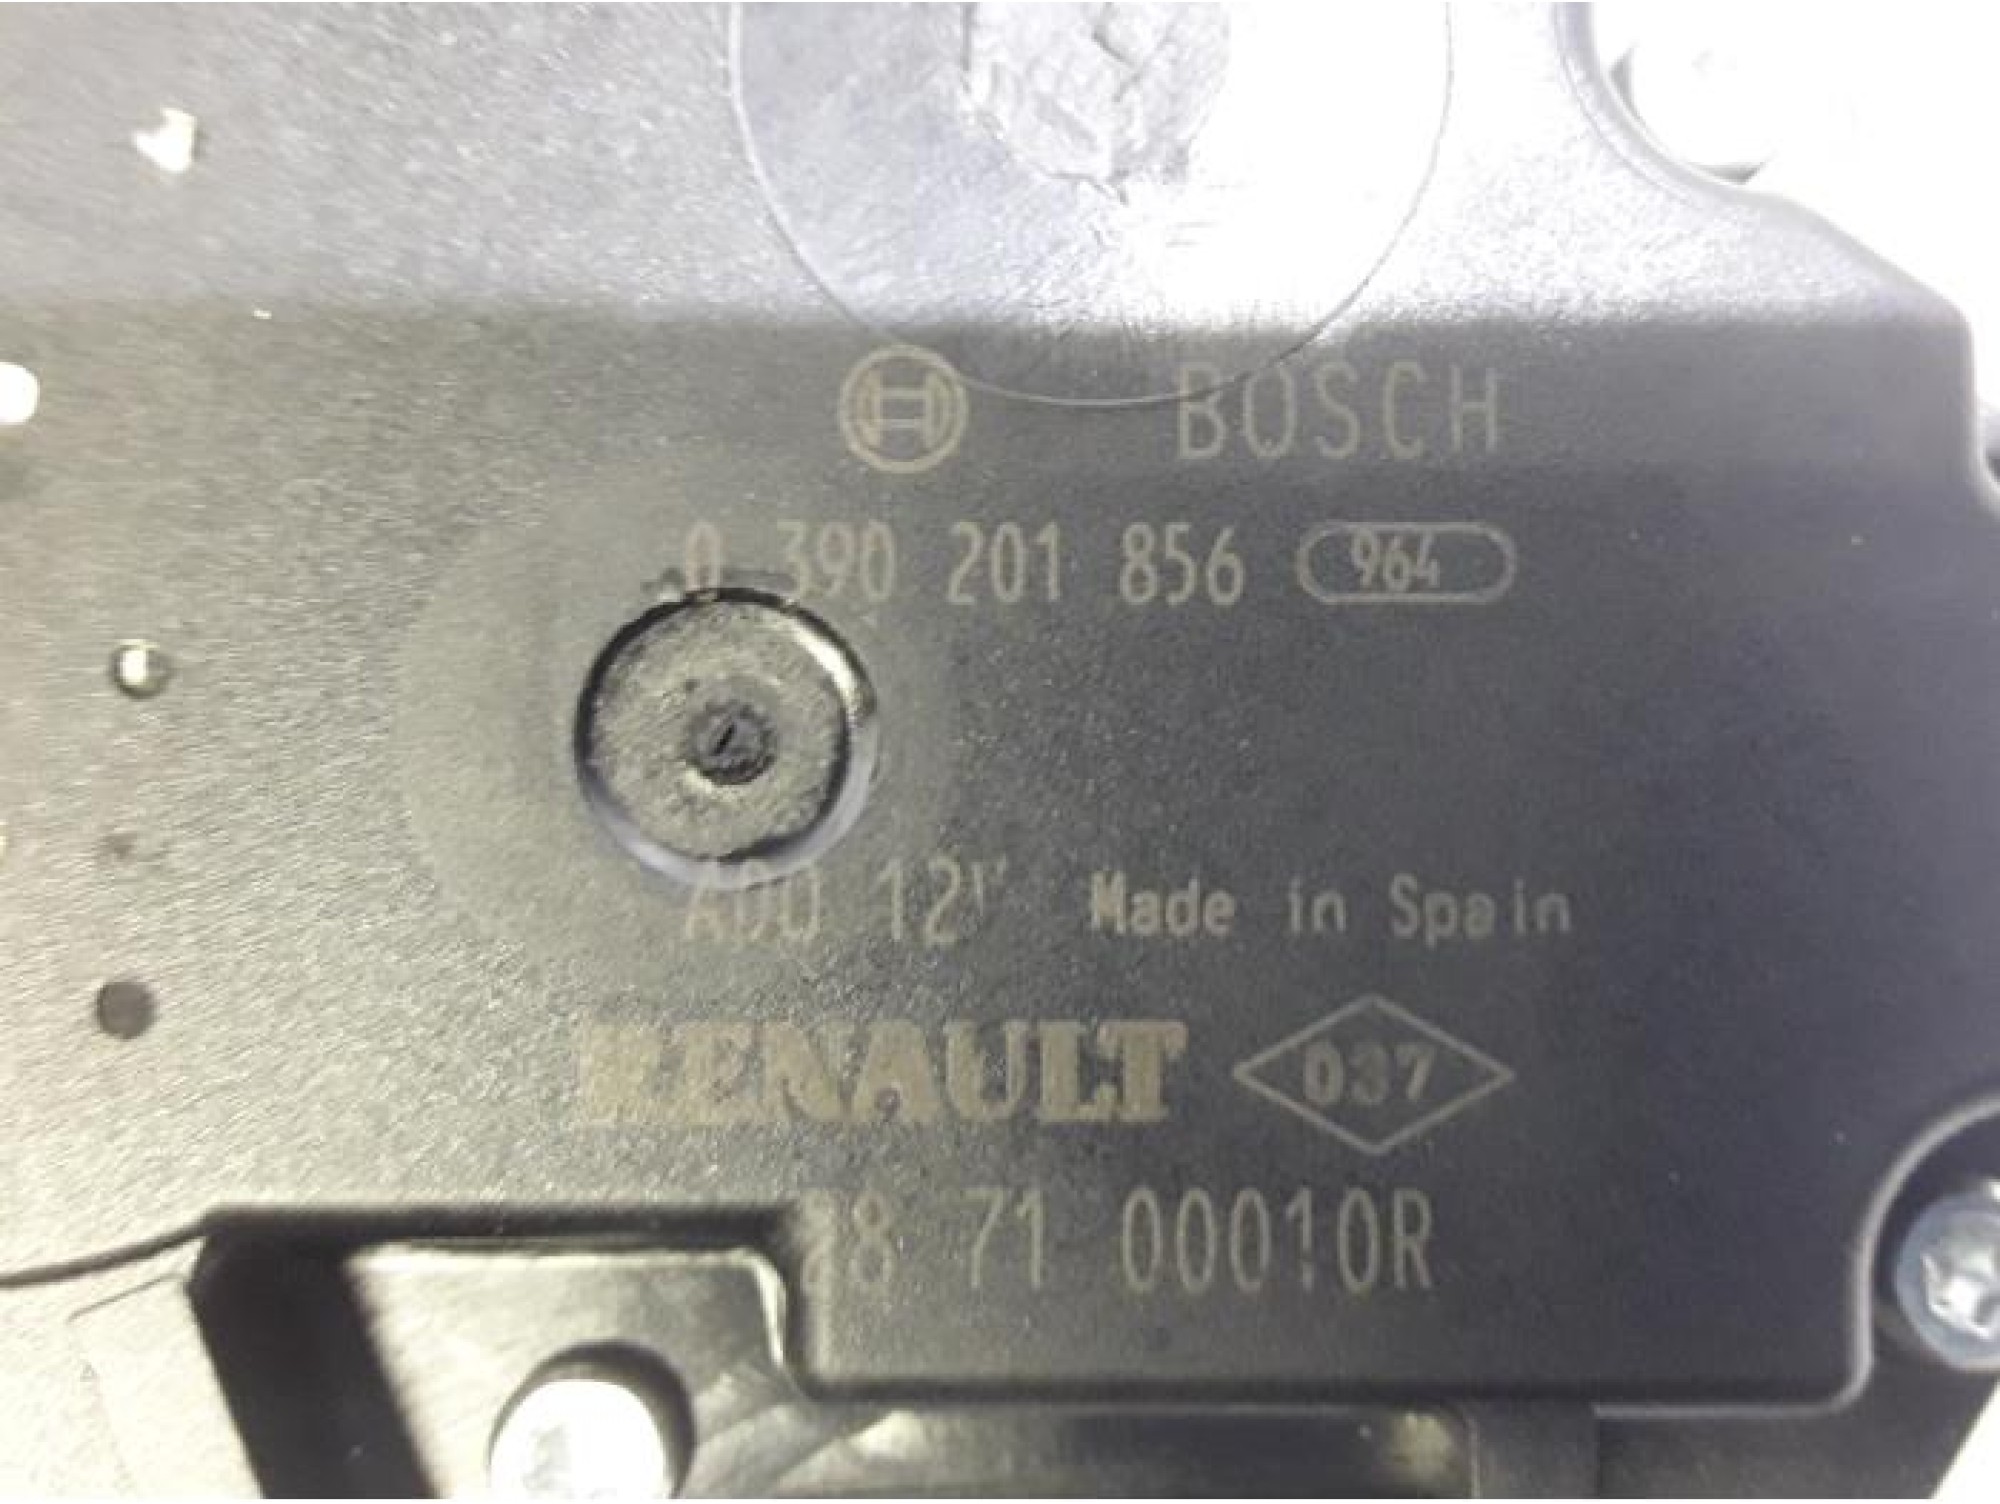 BOSCH
0 390 201 856 964
12V Made in Spain
RENAULT 037
71 00010R